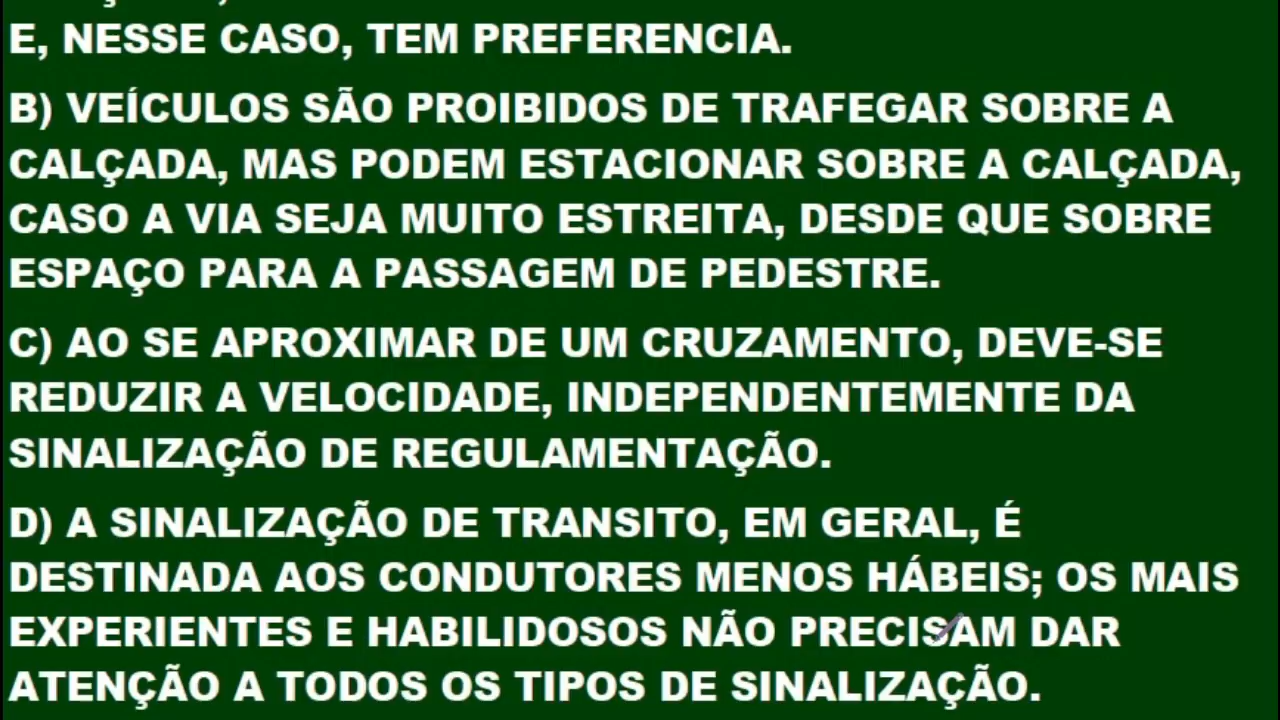 E, NESSE CASO, TEM PREFERENCIA.
B) VEÍCULOS SÃO PROIBIDOS DE TRAFEGAR SOBRE A
CALÇADA, MAS PODEM ESTACIONAR SOBRE A CALÇADA,
CASO A VIA SEJA MUITO ESTREITA, DESDE QUE SOBRE
ESPAÇO PARA A PASSAGEM DE PEDESTRE.
C) AO SE APROXIMAR DE UM CRUZAMENTO, DEVE-SE
REDUZIR A VELOCIDADE, INDEPENDENTEMENTE DA
SINALIZAÇÃO DE REGULAMENTAÇÃO.
D) A SINALIZAÇÃO DE TRANSITO, EM GERAL, É
DESTINADA AOS CONDUTORES MENOS HÁBEIS; OS MAIS
EXPERIENTES E HABILIDOSOS NÃO PRECISAM DAR
ATENÇÃO A TODOS OS TIPOS DE SINALIZAÇÃO.